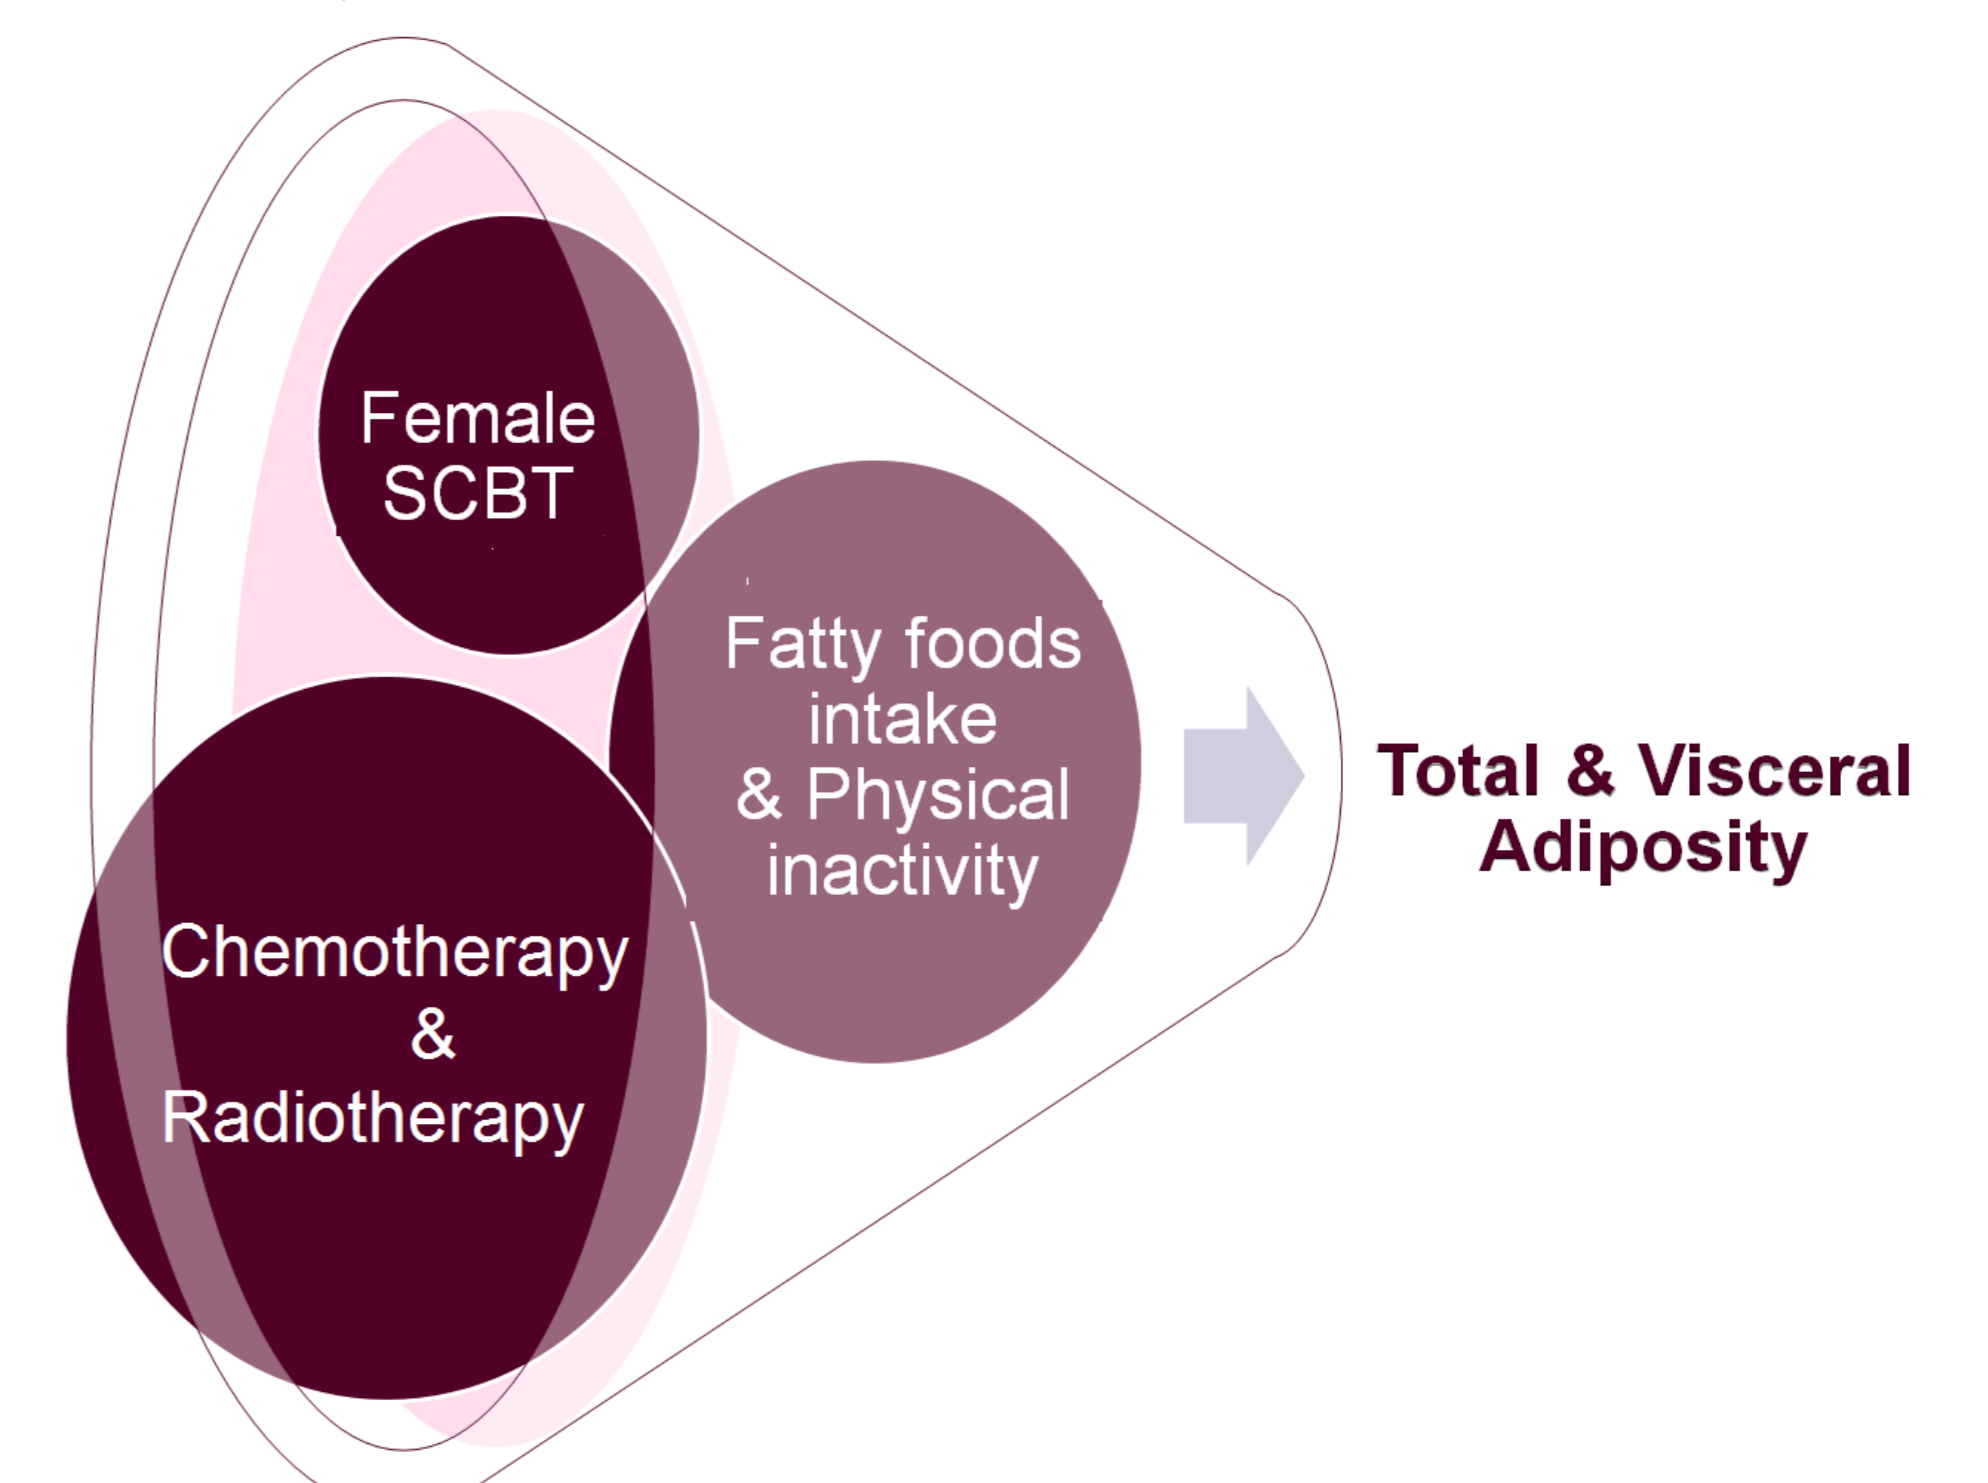 Female
SCBT
Fatty foods
intake
& Physical
inactivity
Chemotherapy
&
Radiotherapy
Total & Visceral
Adiposity